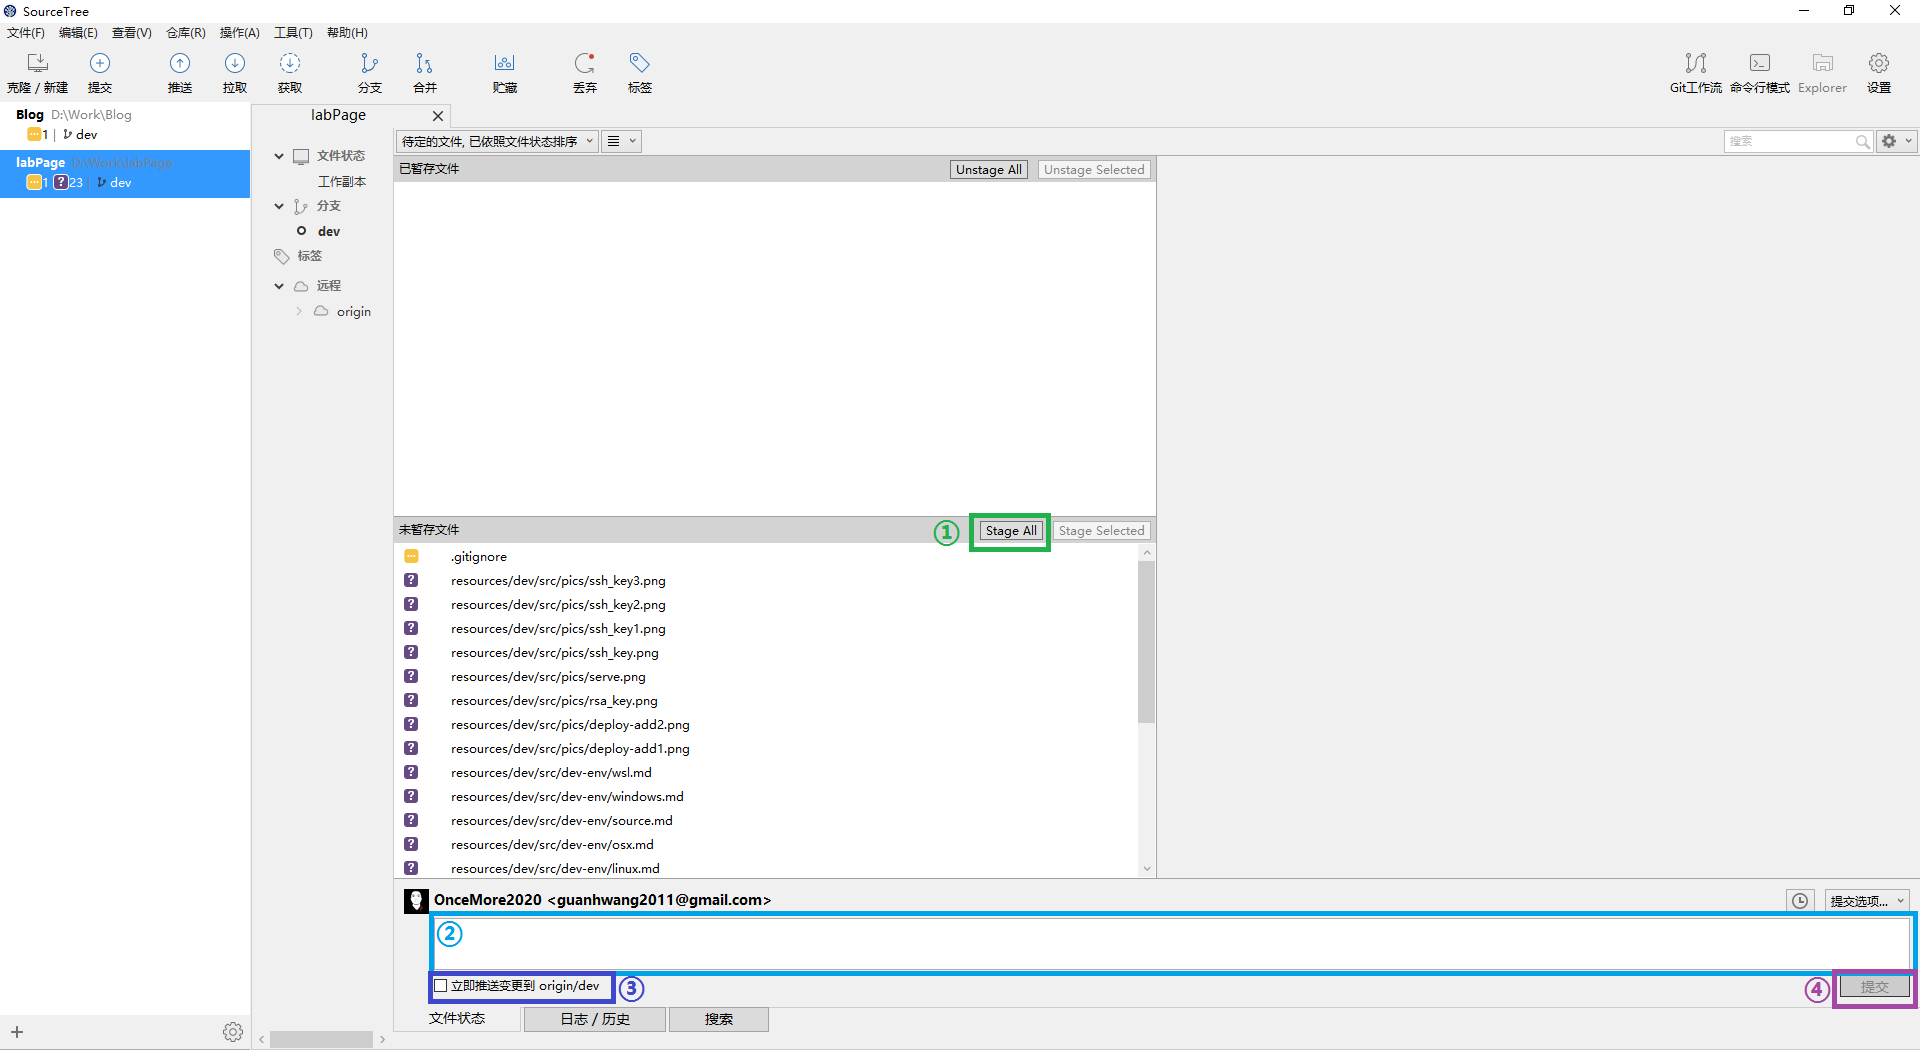 SourceTree
文件(F) 编辑(E) 查看(V) 仓库(R) 操作(A) 工具(T) 帮助(H)
克隆 / 新建 提交 推送 拉取 获取 分支 合并 贮藏 丢弃 标签 Git工作流 命令行模式 Explorer 设置
Blog D:\Work\Blog
1 dev
labPage D:\Work\labPage
1 ? 23 dev
labPage
文件状态
工作副本
分支
dev
标签
远程
origin
待定的文件, 已依照文件状态排序
搜索
已暂存文件 Unstage All Unstage Selected
未暂存文件 ① Stage All Stage Selected
.gitignore
? resources/dev/src/pics/ssh_key3.png
? resources/dev/src/pics/ssh_key2.png
? resources/dev/src/pics/ssh_key1.png
? resources/dev/src/pics/ssh_key.png
? resources/dev/src/pics/serve.png
? resources/dev/src/pics/rsa_key.png
? resources/dev/src/pics/deploy-add2.png
? resources/dev/src/pics/deploy-add1.png
? resources/dev/src/dev-env/wsl.md
? resources/dev/src/dev-env/windows.md
? resources/dev/src/dev-env/source.md
? resources/dev/src/dev-env/osx.md
? resources/dev/src/dev-env/linux.md
OnceMore2020 <guanhwang2011@gmail.com> 提交选项...
②
立即推送变更到 origin/dev ③ ④ 提交
文件状态 日志 / 历史 搜索